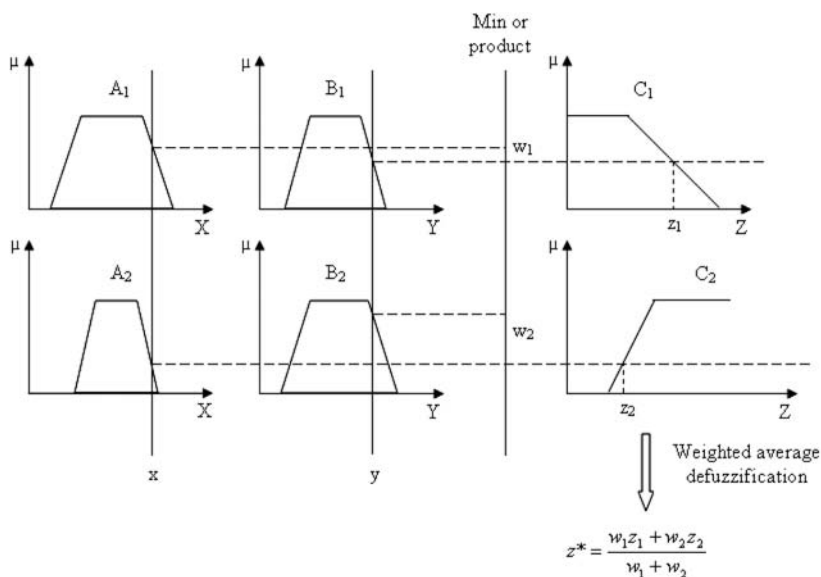 Min or
product
μ
A₁
μ
B₁
μ
C₁
w₁
X
Y
z₁
Z
μ
A₂
μ
B₂
μ
C₂
w₂
X
Y
z₂
Z
x
y
Weighted average
defuzzification
z* = (w₁z₁ + w₂z₂) / (w₁ + w₂)